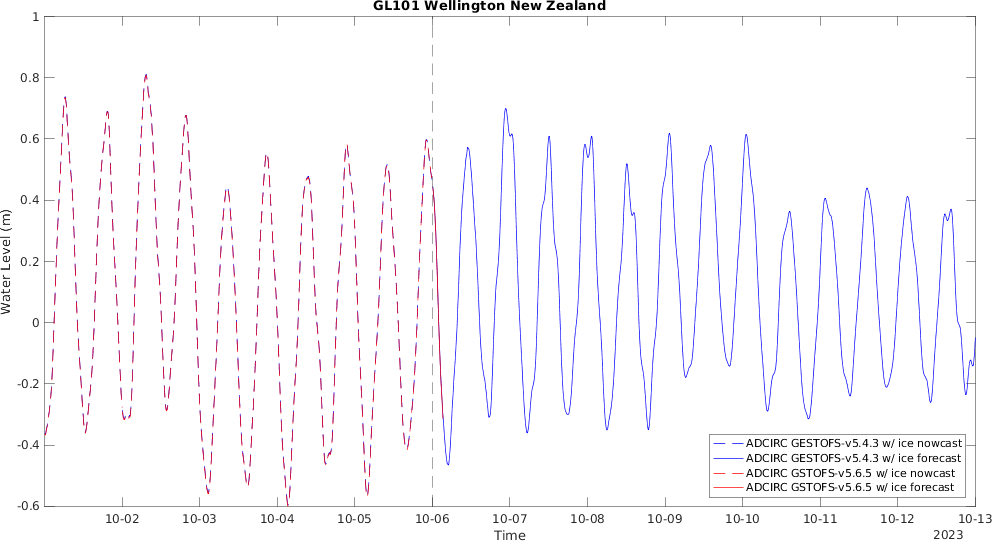 GL101 Wellington New Zealand
1
0.8
0.6
0.4
0.2
0
-0.2
-0.4
-0.6
Water Level (m)
10-02 10-03 10-04 10-05 10-06 10-07 10-08 10-09 10-10 10-11 10-12 10-13
Time
2023
ADCIRC GESTOFS-v5.4.3 w/ ice nowcast
ADCIRC GESTOFS-v5.4.3 w/ ice forecast
ADCIRC GSTOFS-v5.6.5 w/ ice nowcast
ADCIRC GSTOFS-v5.6.5 w/ ice forecast